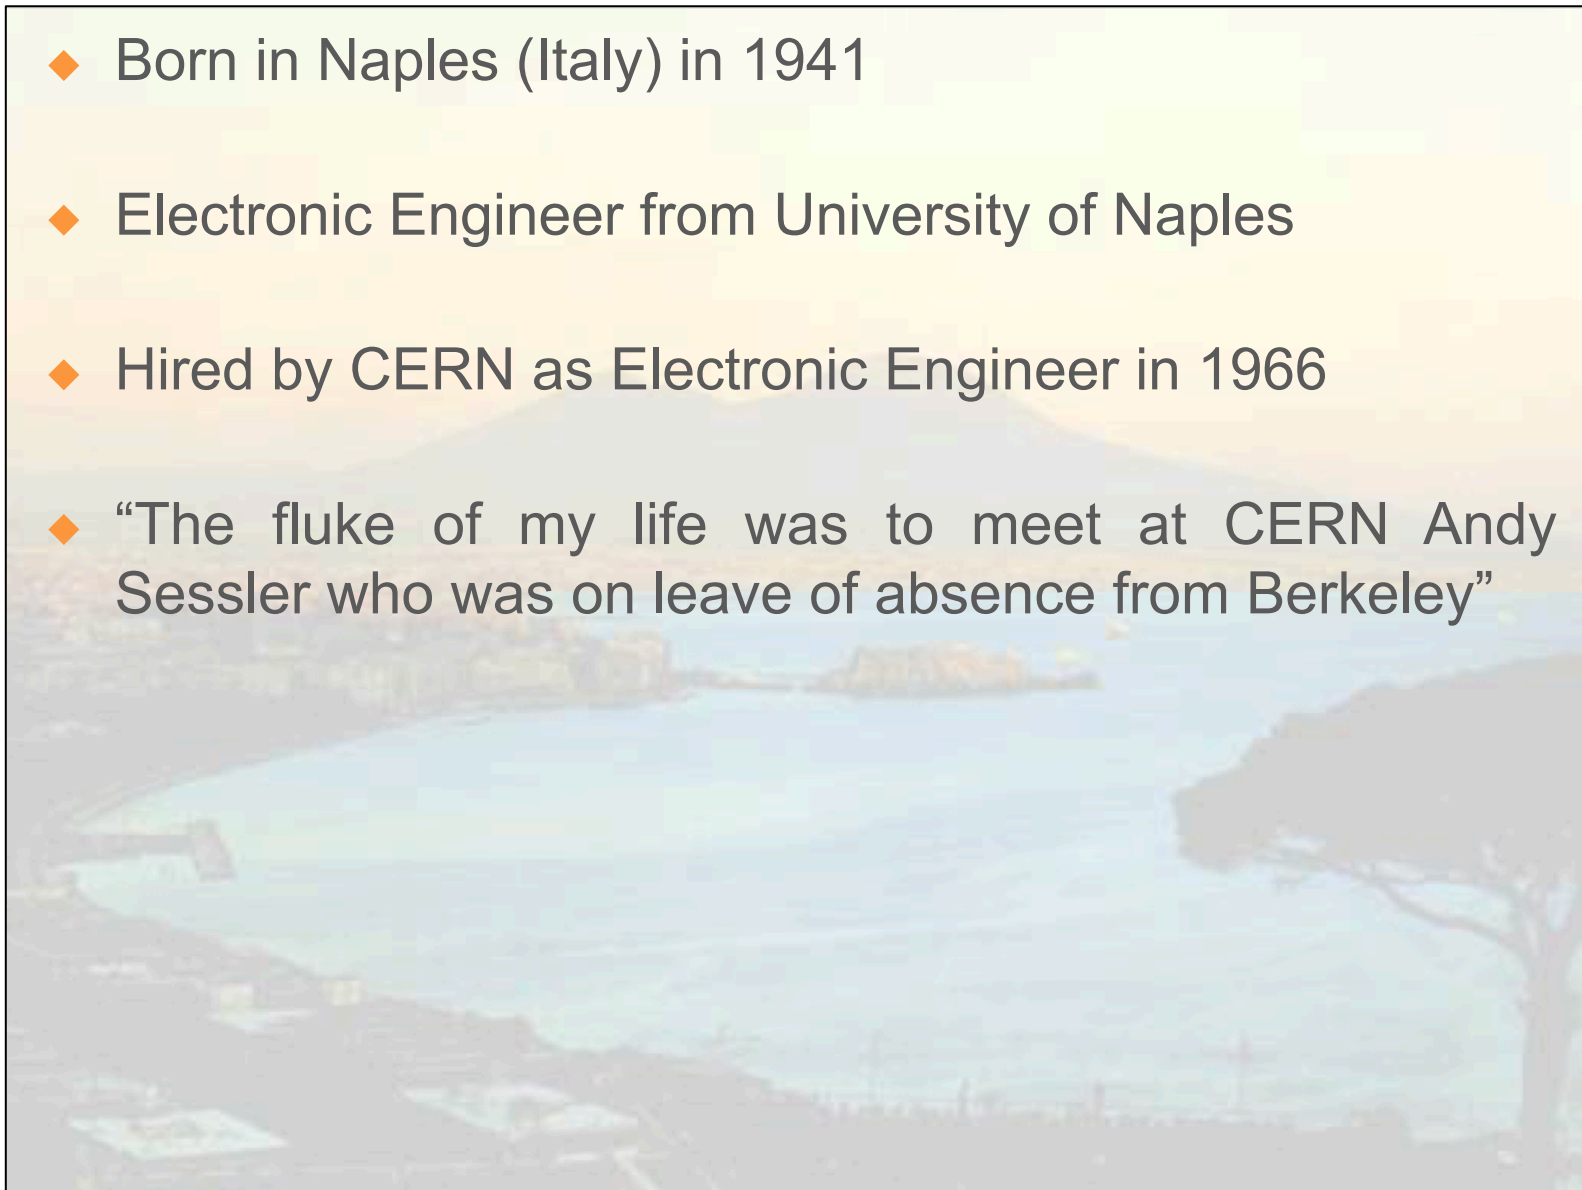 Born in Naples (Italy) in 1941
Electronic Engineer from University of Naples
Hired by CERN as Electronic Engineer in 1966
“The fluke of my life was to meet at CERN Andy
Sessler who was on leave of absence from Berkeley”